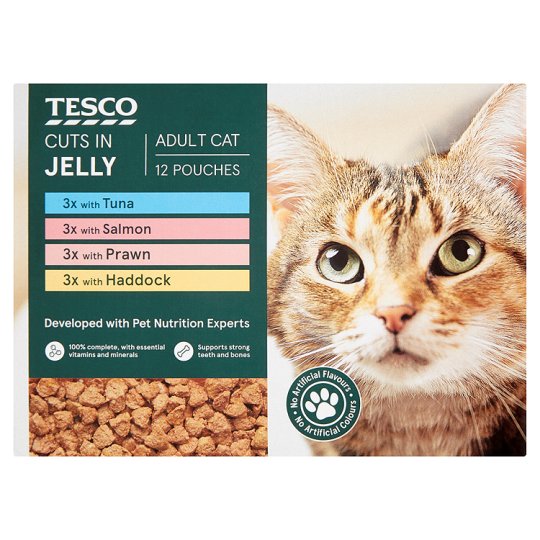 TESCO
CUTS IN
JELLY
ADULT CAT
12 POUCHES
3x with Tuna
3x with Salmon
3x with Prawn
3x with Haddock
Developed with Pet Nutrition Experts
100% complete, with essential
vitamins and minerals
Supports strong
teeth and bones
No Artificial Flavours •
No Artificial Colours •